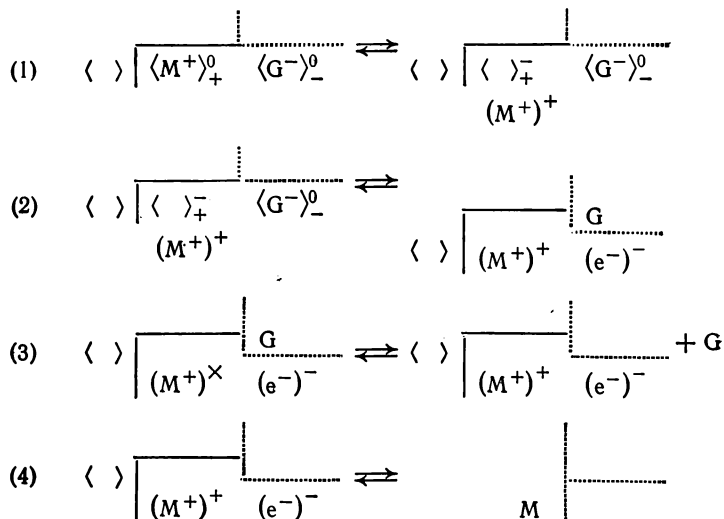 (1) ⟨ ⟩ ⟨M⁺⟩₊⁰ ⟨G⁻⟩₋⁰ ⇌ ⟨ ⟩ ⟨ ⟩₊⁻ ⟨G⁻⟩₋⁰
(M⁺)⁺
(2) ⟨ ⟩ ⟨ ⟩₊⁻ ⟨G⁻⟩₋⁰ ⇌ G
(M⁺)⁺ ⟨ ⟩ (M⁺)⁺ (e⁻)⁻
(3) ⟨ ⟩ G ⇌ ⟨ ⟩ + G
(M⁺)ˣ (e⁻)⁻ (M⁺)⁺ (e⁻)⁻
(4) ⟨ ⟩ ⇌
(M⁺)⁺ (e⁻)⁻ M